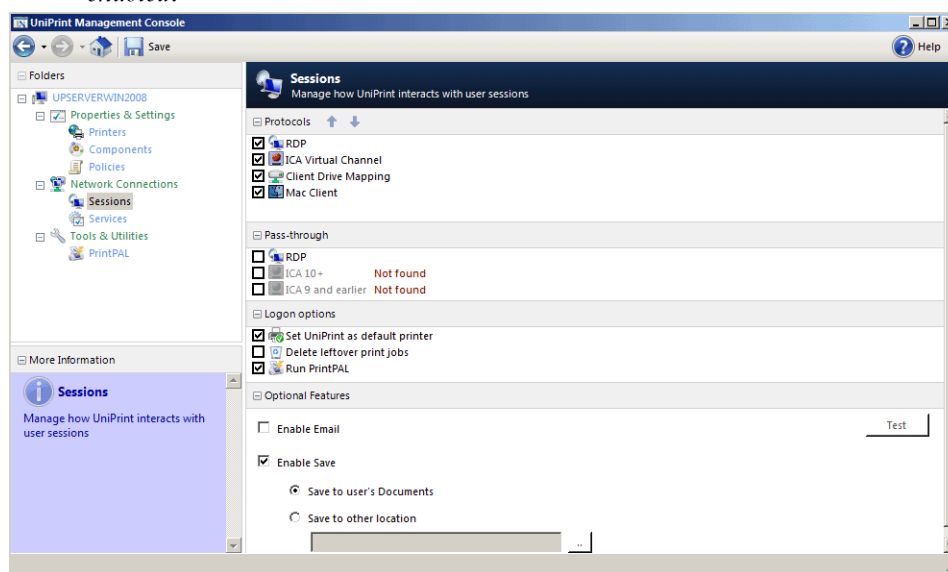 UniPrint Management Console
Save
Help
Folders
UPSERVERWIN2008
Properties & Settings
Printers
Components
Policies
Network Connections
Sessions
Services
Tools & Utilities
PrintPAL
More Information
Sessions
Manage how UniPrint interacts with
user sessions
Sessions
Manage how UniPrint interacts with user sessions
Protocols
RDP
ICA Virtual Channel
Client Drive Mapping
Mac Client
Pass-through
RDP
ICA 10+ Not found
ICA 9 and earlier Not found
Logon options
Set UniPrint as default printer
Delete leftover print jobs
Run PrintPAL
Optional Features
Enable Email
Test
Enable Save
Save to user's Documents
Save to other location
..